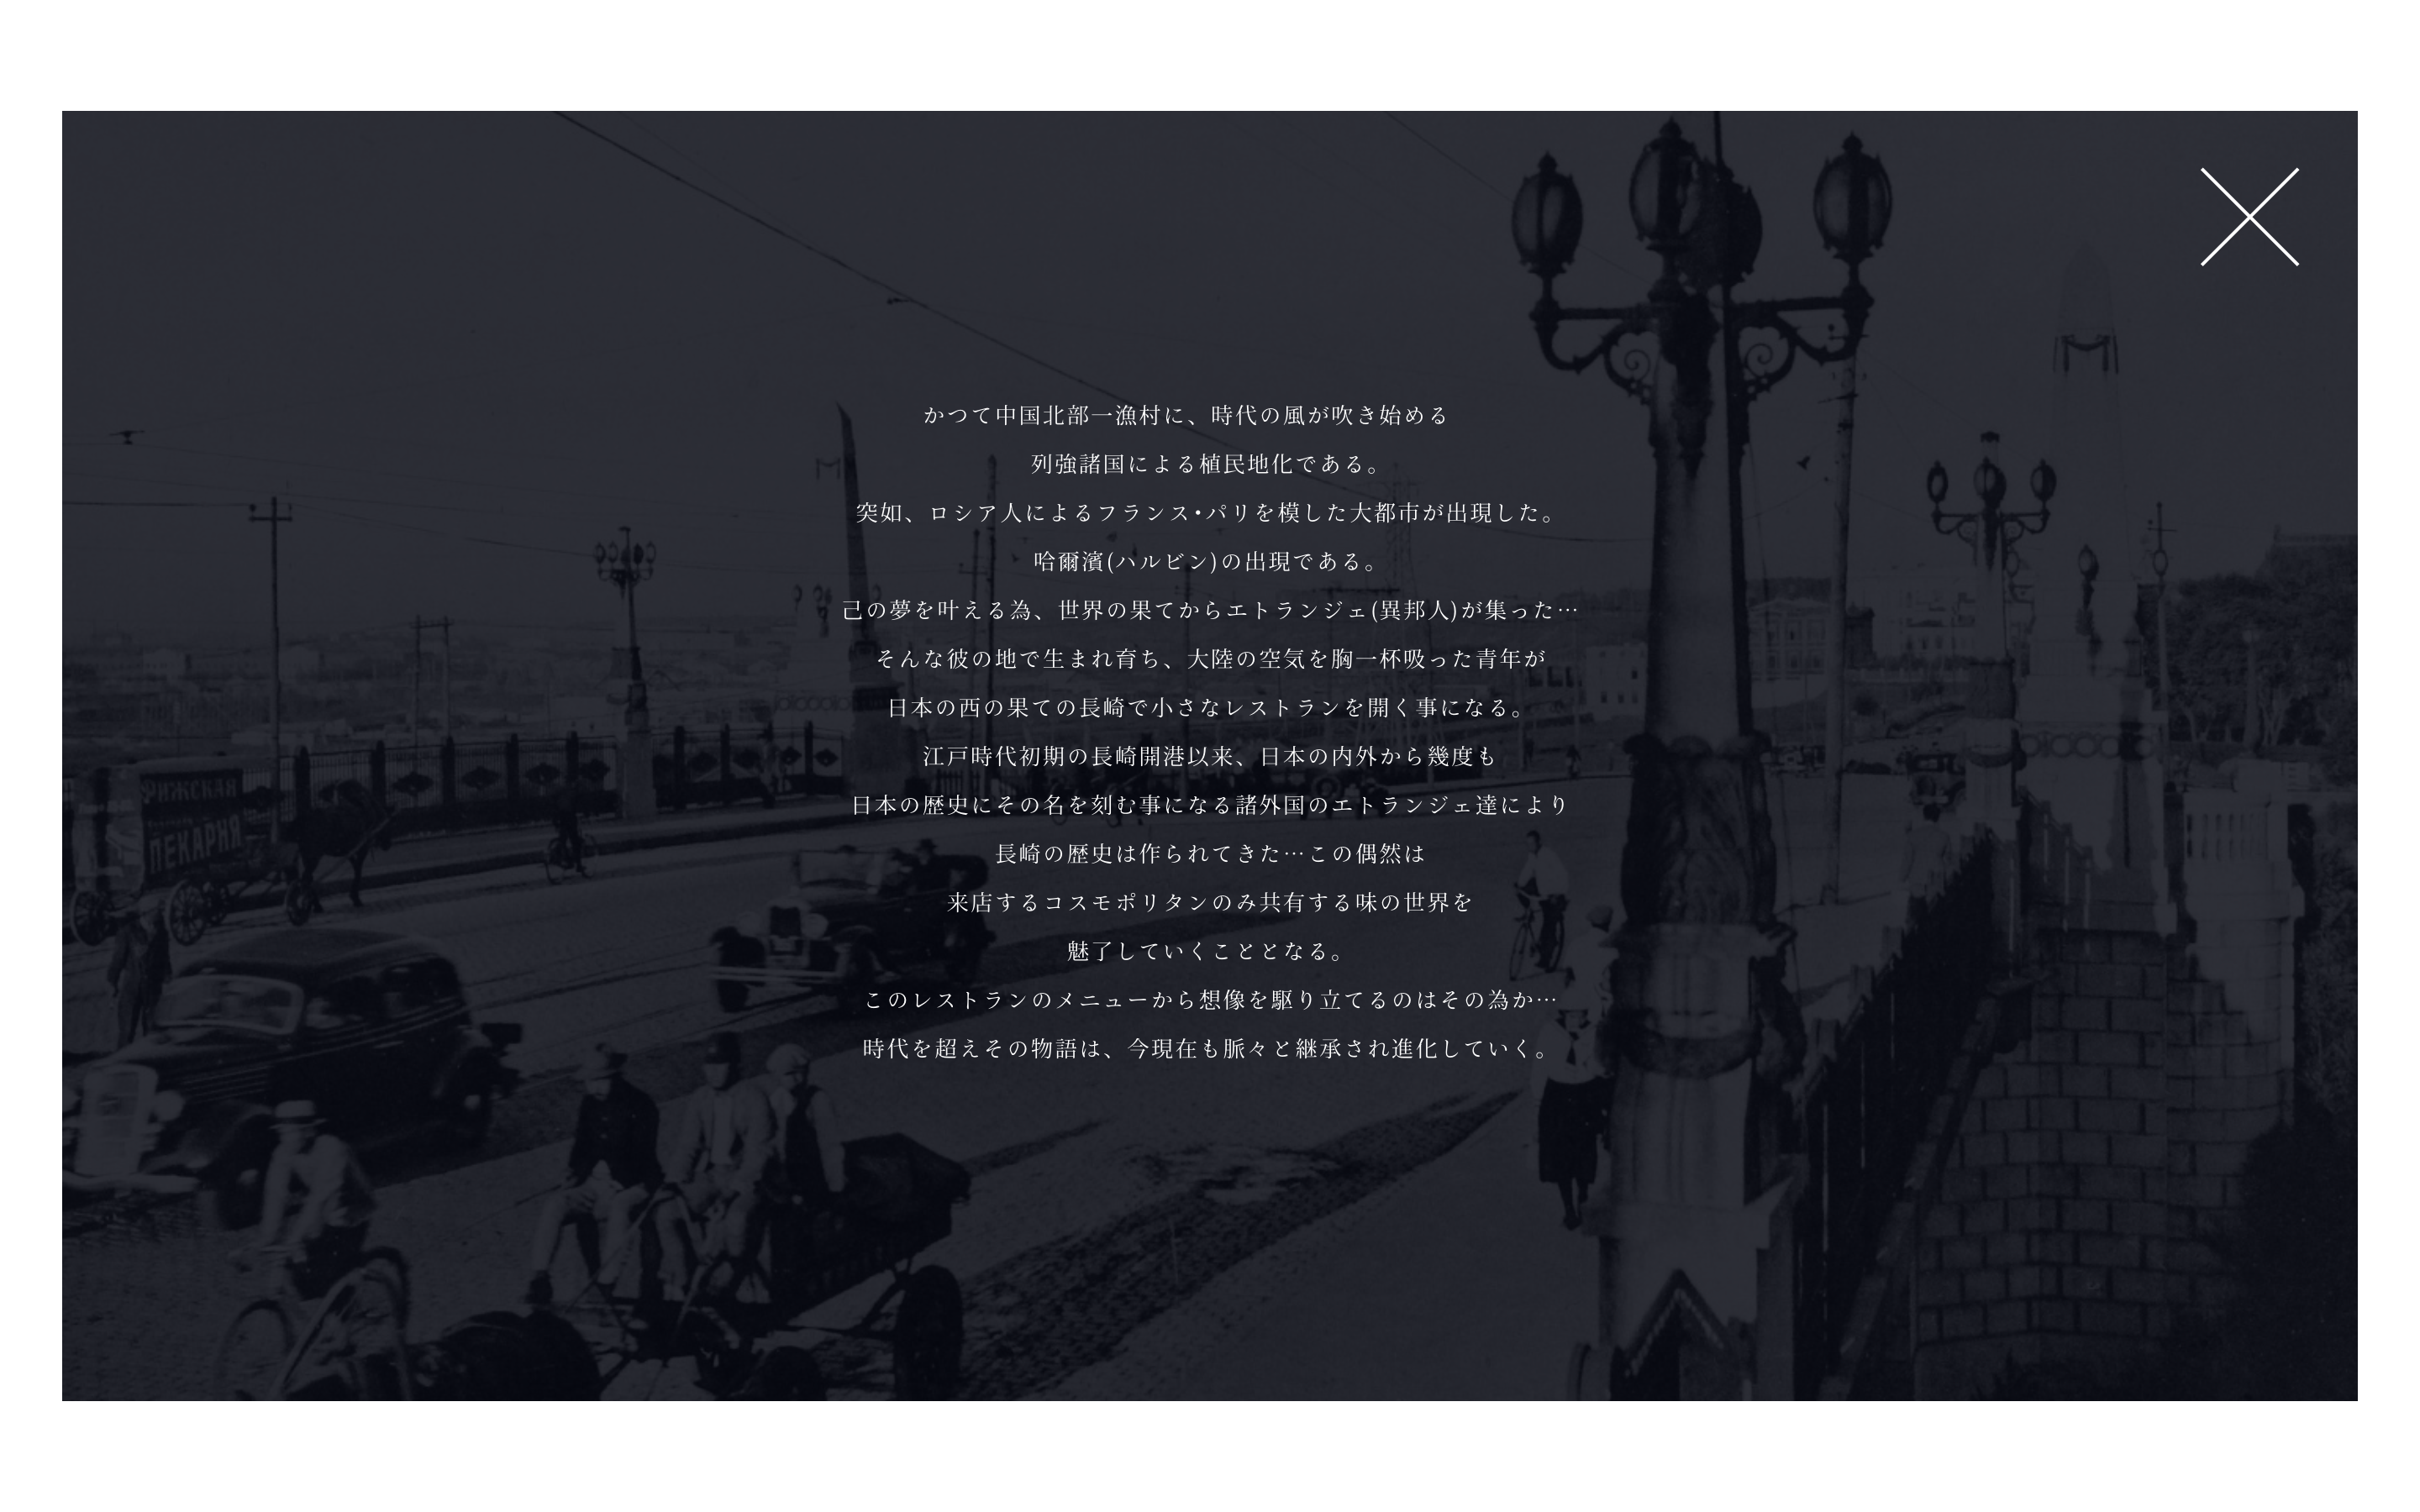 かつて中国北部一漁村に、時代の風が吹き始める
列強諸国による植民地化である。
突如、ロシア人によるフランス・パリを模した大都市が出現した。
哈爾濱(ハルビン)の出現である。
己の夢を叶える為、世界の果てからエトランジェ(異邦人)が集った…
そんな彼の地で生まれ育ち、大陸の空気を胸一杯吸った青年が
日本の西の果ての長崎で小さなレストランを開く事になる。
江戸時代初期の長崎開港以来、日本の内外から幾度も
日本の歴史にその名を刻む事になる諸外国のエトランジェ達により
長崎の歴史は作られてきた…この偶然は
来店するコスモポリタンのみ共有する味の世界を
魅了していくこととなる。
このレストランのメニューから想像を駆り立てるのはその為か…
時代を超えその物語は、今現在も脈々と継承され進化していく。
РИЖСКАЯ
ПЕКАРНЯ